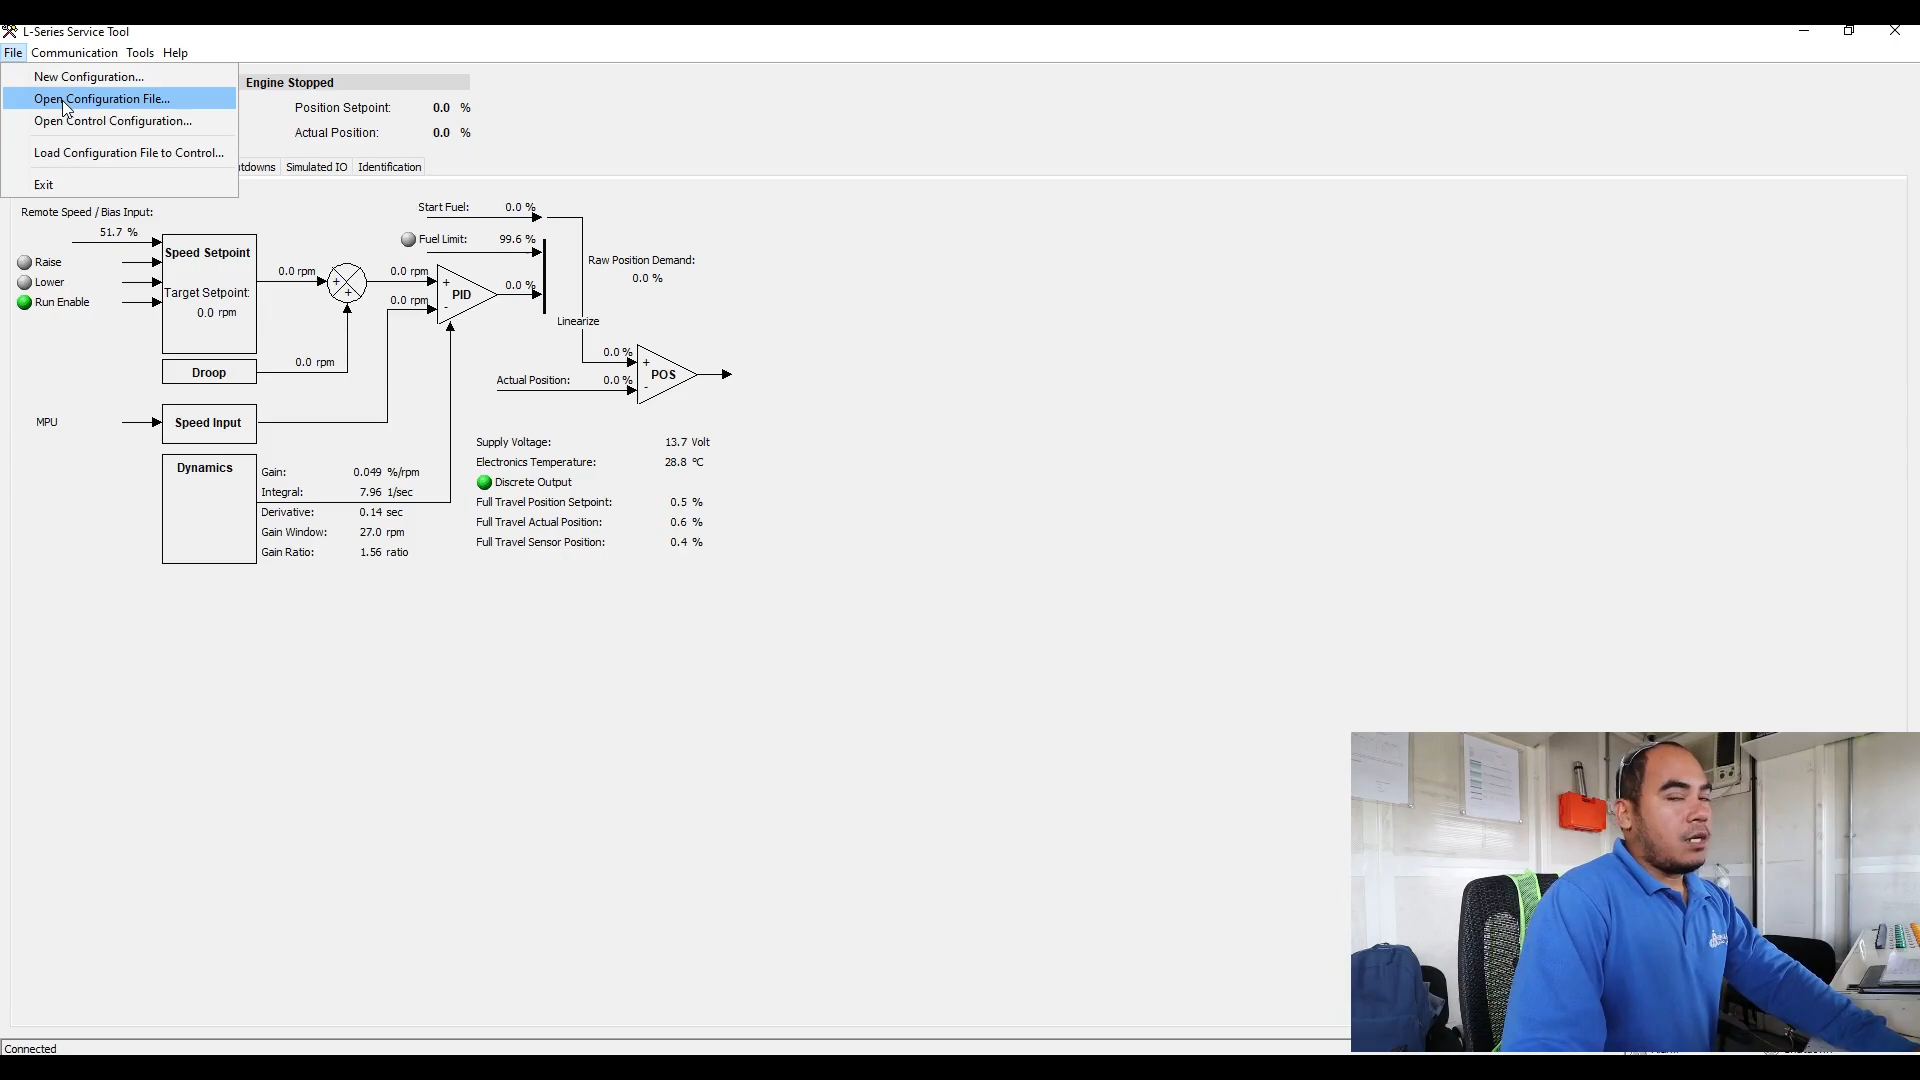 L-Series Service Tool
File Communication Tools Help
New Configuration...
Open Configuration File...
Open Control Configuration...
Load Configuration File to Control...
Exit
Engine Stopped
Position Setpoint: 0.0 %
Actual Position: 0.0 %
Simulated IO Identification
Remote Speed / Bias Input:
51.7 %
Raise
Lower
Run Enable
Speed Setpoint
Target Setpoint:
0.0 rpm
Droop
MPU
Speed Input
Dynamics
0.0 rpm
+
+
0.0 rpm
0.0 rpm
0.0 rpm
Start Fuel: 0.0 %
Fuel Limit: 99.6 %
+
-
PID
0.0 %
Raw Position Demand:
0.0 %
Linearize
0.0 %
Actual Position: 0.0 %
+
-
POS
Gain: 0.049 %/rpm
Integral: 7.96 1/sec
Derivative: 0.14 sec
Gain Window: 27.0 rpm
Gain Ratio: 1.56 ratio
Supply Voltage: 13.7 Volt
Electronics Temperature: 28.8 °C
Discrete Output
Full Travel Position Setpoint: 0.5 %
Full Travel Actual Position: 0.6 %
Full Travel Sensor Position: 0.4 %
Connected